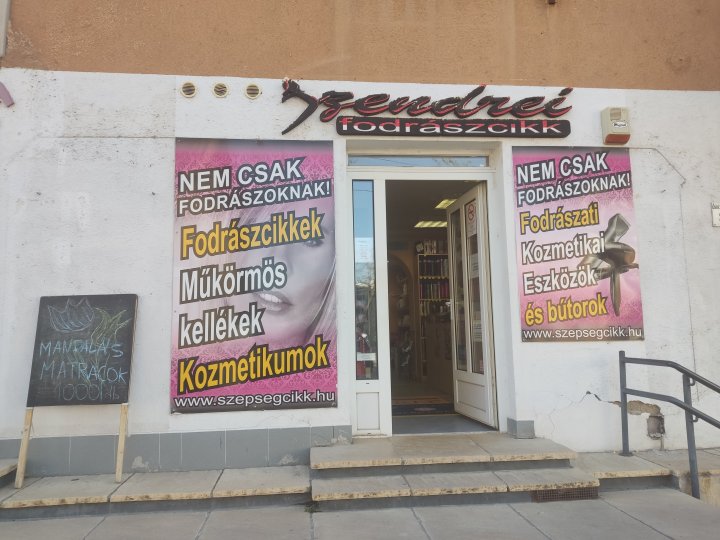 Szendrei
fodrászcikk
NEM CSAK
FODRÁSZOKNAK!
Fodrászcikkek
Műkörmös
kellékek
Kozmetikumok
www.szepsegcikk.hu
NEM CSAK
FODRÁSZOKNAK!
Fodrászati
Kozmetikai
Eszközök
és bútorok
www.szepsegcikk.hu
MANDALÁS
MATRACOK